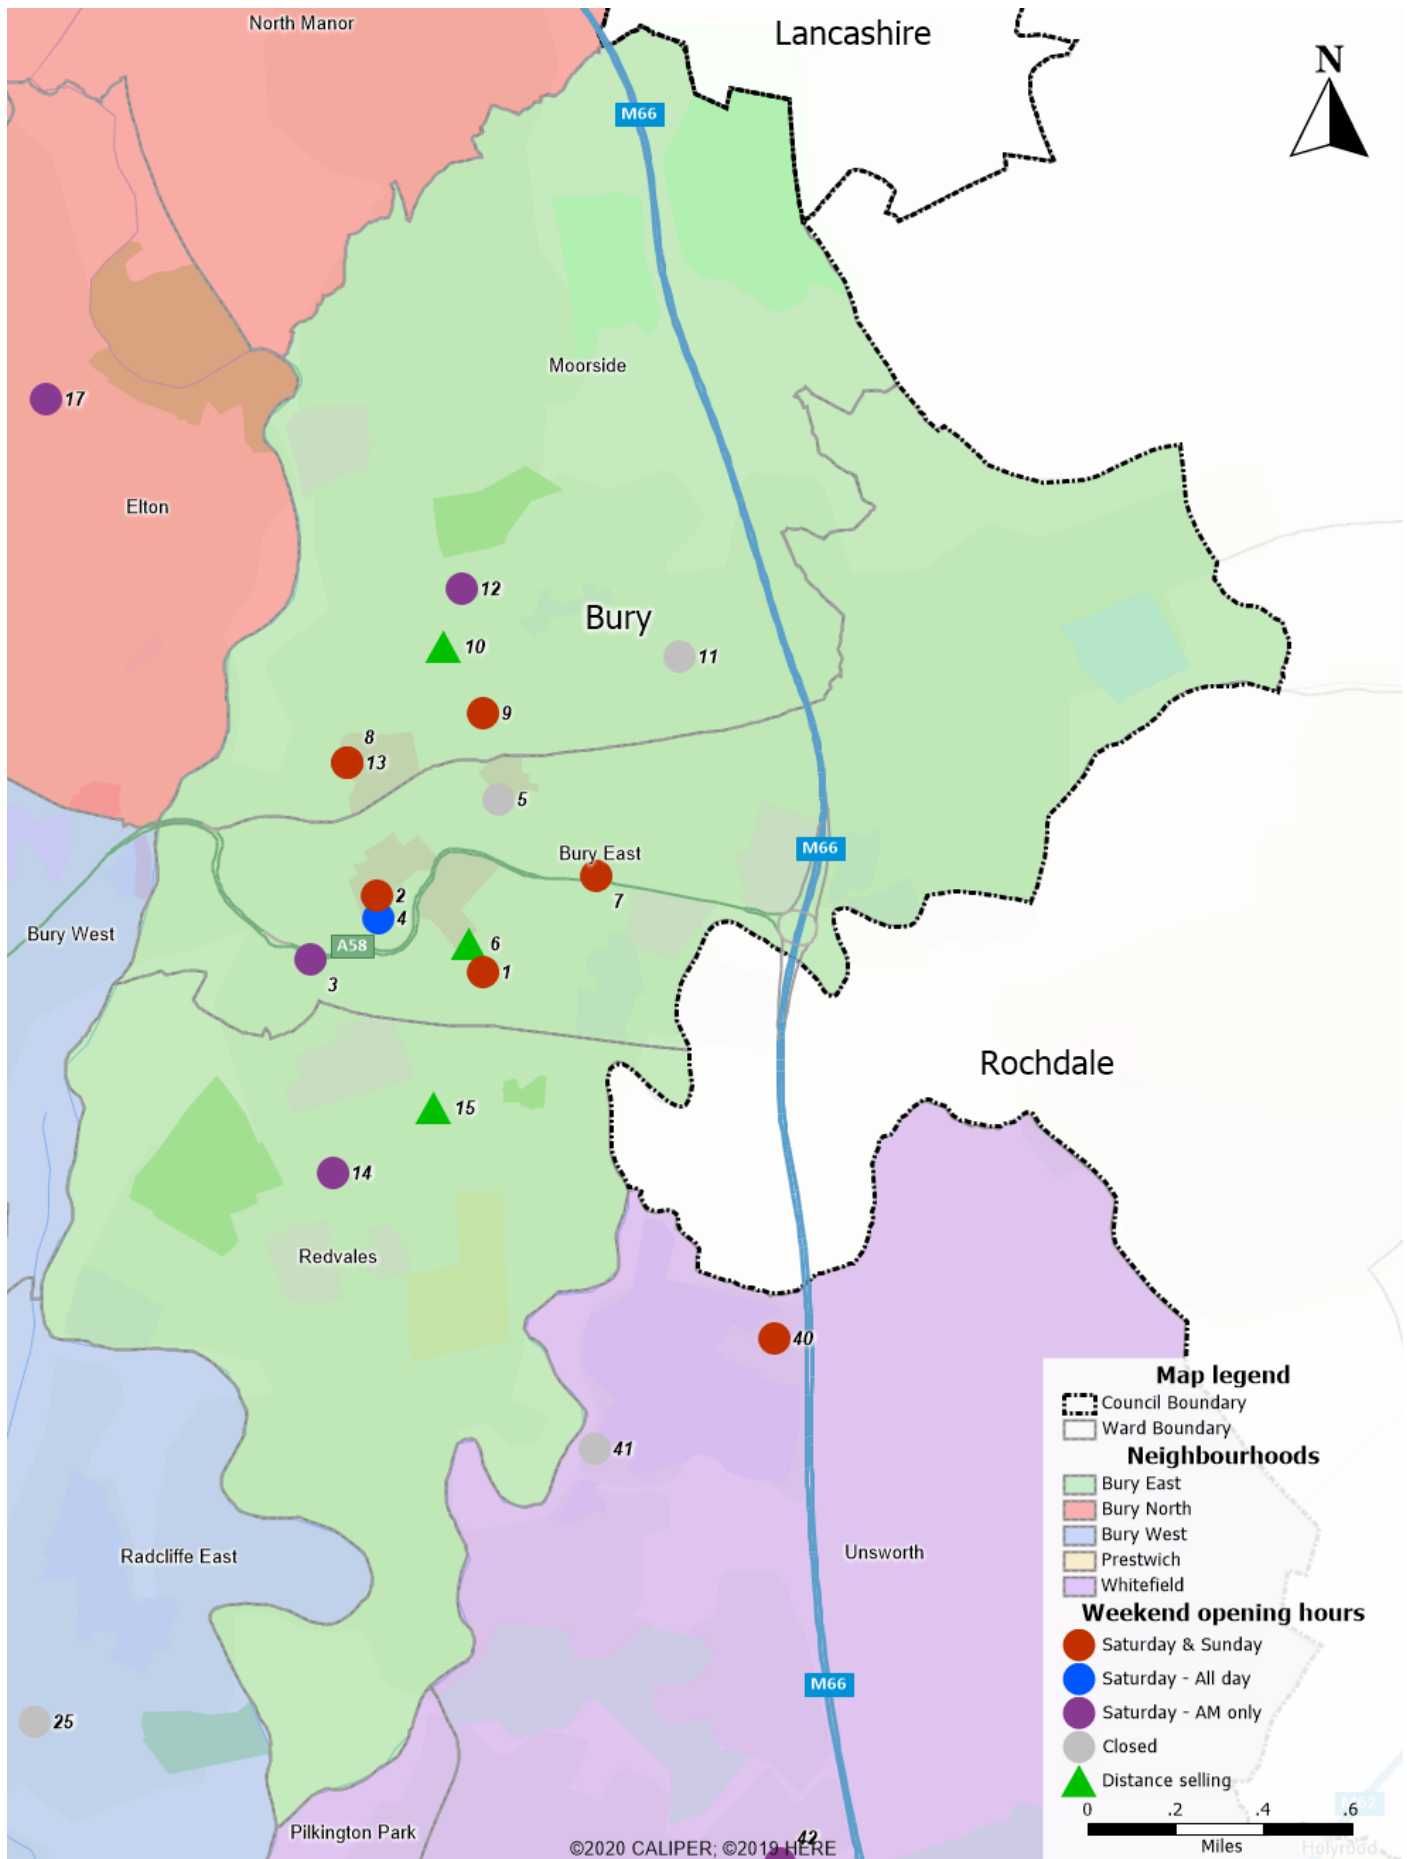 North Manor
Lancashire
N
M66
Moorside
17
Elton
12
Bury
10
11
9
8
13
5
Bury East
M66
7
2
4
Bury West
A58
6
1
3
Rochdale
15
14
Redvales
40
41
Unsworth
Radcliffe East
M66
25
Pilkington Park
42
©2020 CALIPER; ©2019 HERE
Map legend
Council Boundary
Ward Boundary
Neighbourhoods
Bury East
Bury North
Bury West
Prestwich
Whitefield
Weekend opening hours
Saturday & Sunday
Saturday - All day
Saturday - AM only
Closed
Distance selling
0 .2 .4 .6
Miles
M62
Holyrood